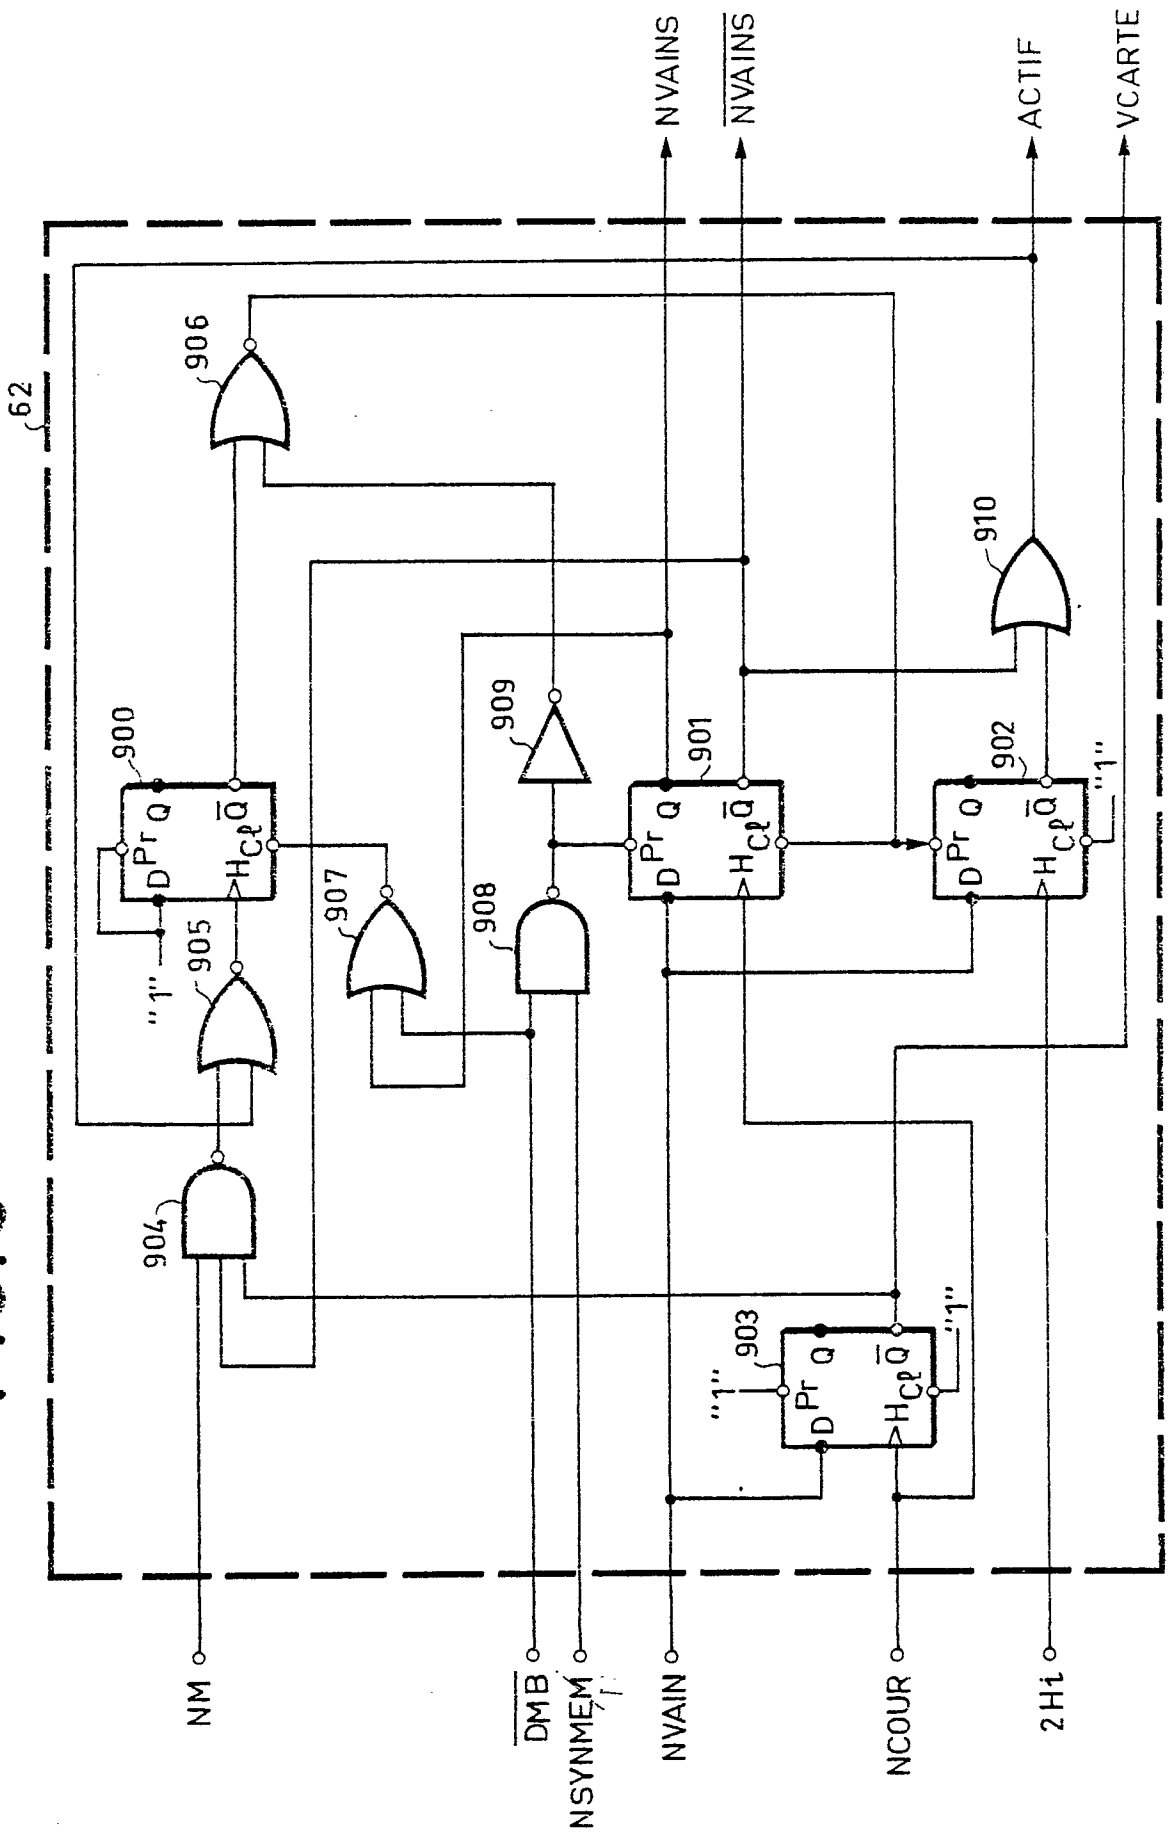 62
NM
DMB
NSYNMEM
NVAIN
NCOUR
2Hi
904
905
"1"
900
D Pr Q
H Cℓ Q
906
907
908
909
901
D Pr Q
H Cℓ Q
902
D Pr Q
H Cℓ Q
"1"
910
903
"1"
D Pr Q
H Cℓ Q
"1"
NVAINS
NVAINS
ACTIF
VCARTE